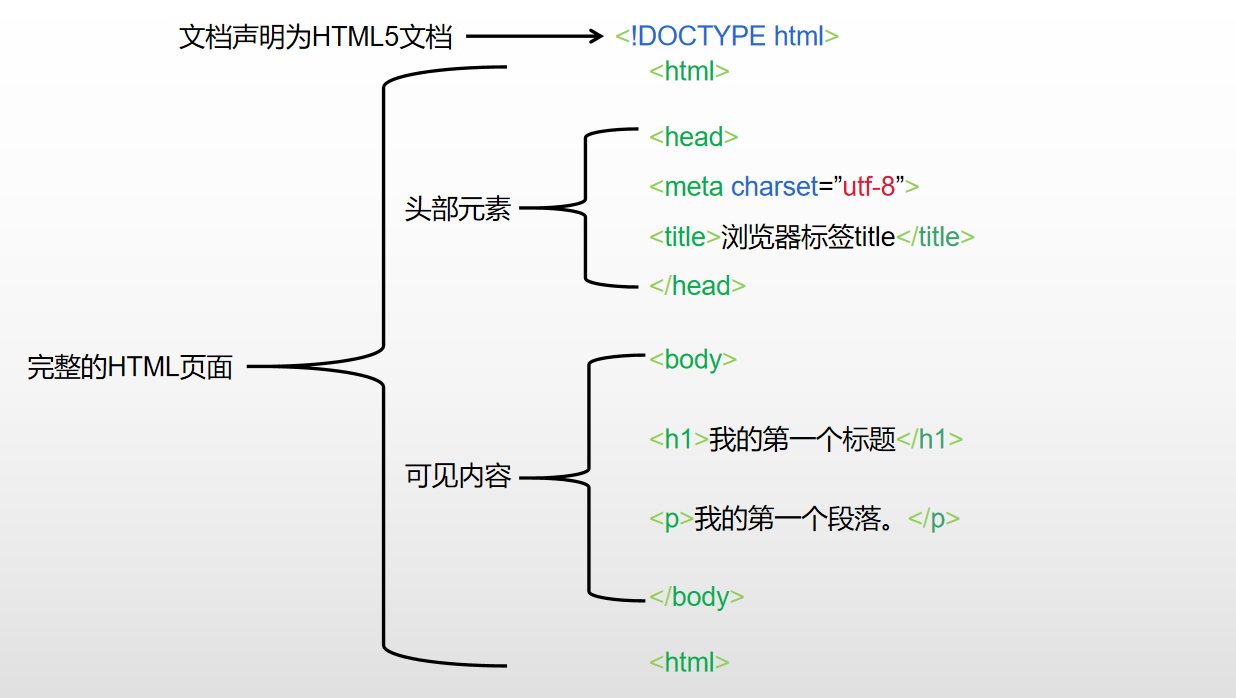 文档声明为HTML5文档 <!DOCTYPE html>
<html>
<head>
<meta charset=”utf-8”>
头部元素
<title>浏览器标签title</title>
</head>
完整的HTML页面
<body>
<h1>我的第一个标题</h1>
可见内容
<p>我的第一个段落。</p>
</body>
<html>